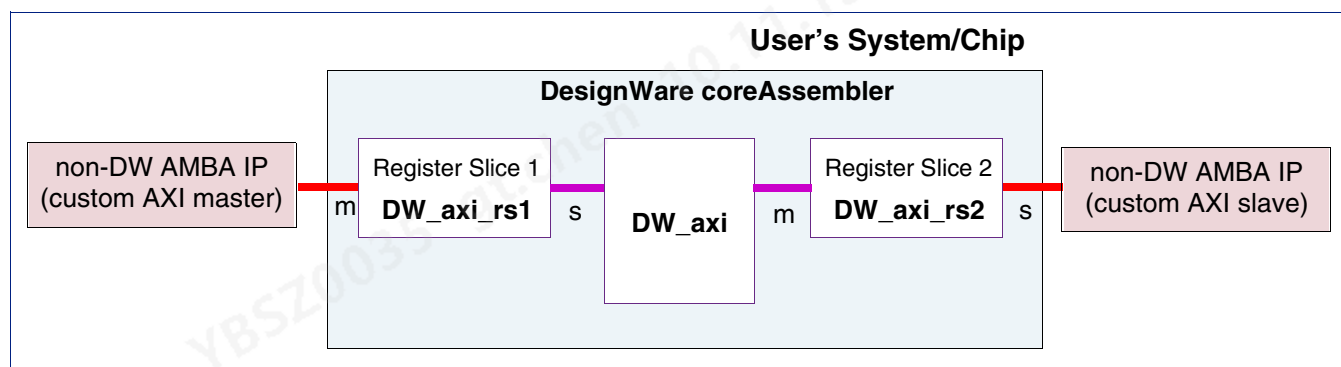 User's System/Chip
DesignWare coreAssembler
non-DW AMBA IP
(custom AXI master)
m
Register Slice 1
DW_axi_rs1
s
DW_axi
m
Register Slice 2
DW_axi_rs2
s
non-DW AMBA IP
(custom AXI slave)